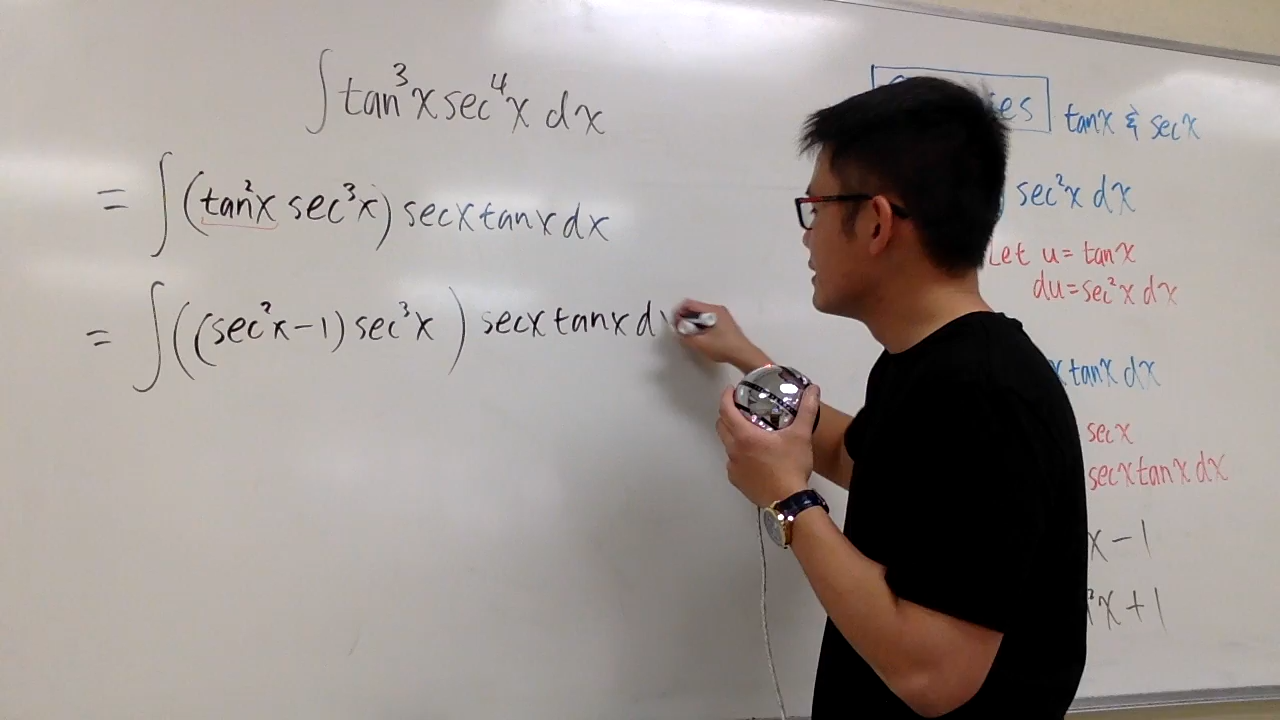 ∫ tan³x sec⁴x dx
= ∫ (tan²x sec³x) secx tanx dx
= ∫ ((sec²x-1) sec³x) secx tanx d
tanx & secx
sec²x dx
Let u = tanx
du = sec²x dx
tanx dx
secx
secx tanx dx
x - 1
²x + 1